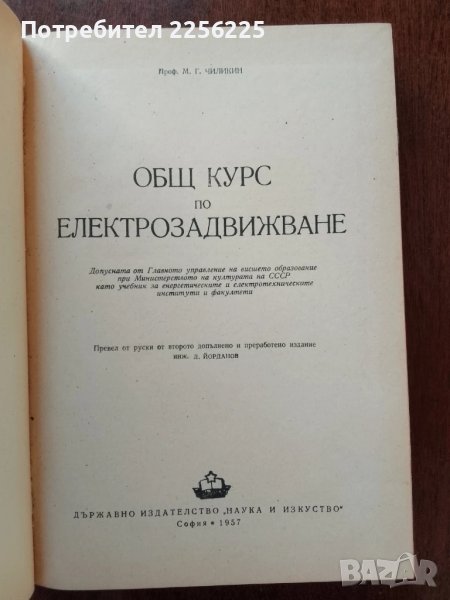 Потребител 2256225
Проф. М. Г. ЧИЛИКИН
ОБЩ КУРС
ПО
ЕЛЕКТРОЗАДВИЖВАНЕ
Допусната от Главното управление на висшето образование
при Министерството на културата на СССР
като учебник за енергетическите и електротехническите
институти и факултети
Превел от руски от второто допълнено и преработено издание
инж. Д. ЙОРДАНОВ
ДЪРЖАВНО ИЗДАТЕЛСТВО „НАУКА И ИЗКУСТВО"
София • 1957
BAZAR